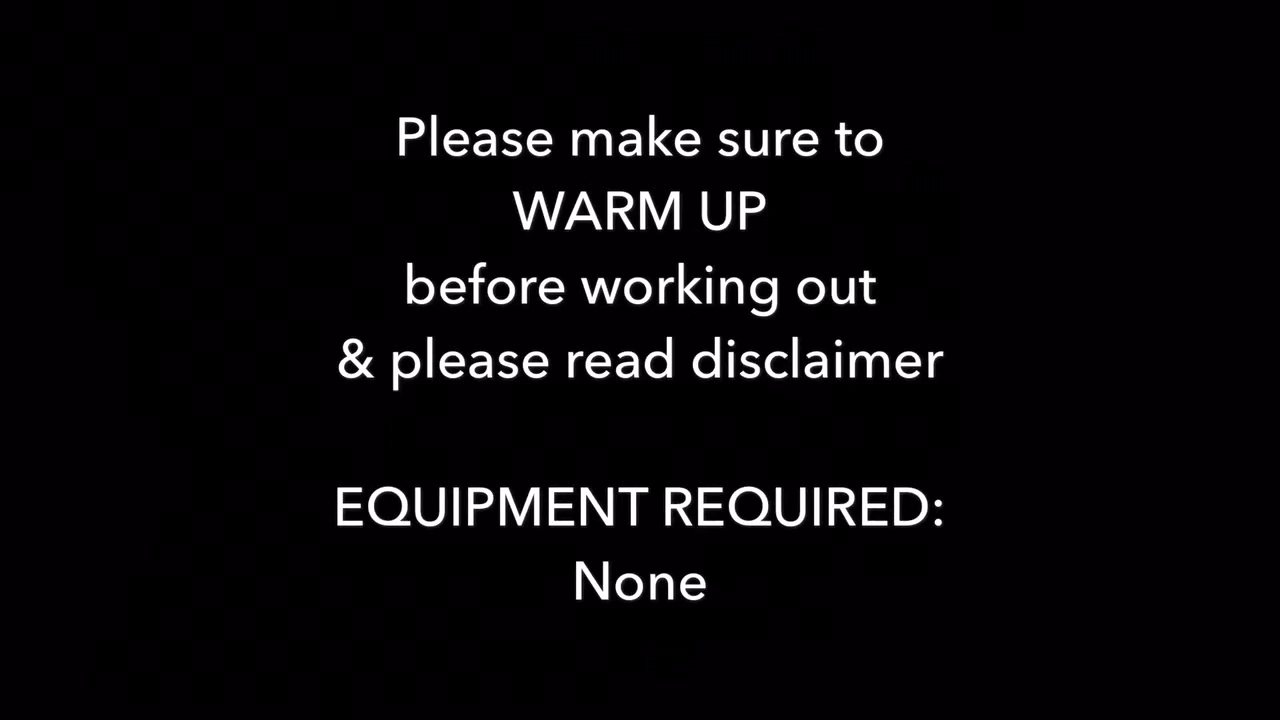 Please make sure to
WARM UP
before working out
& please read disclaimer
EQUIPMENT REQUIRED:
None